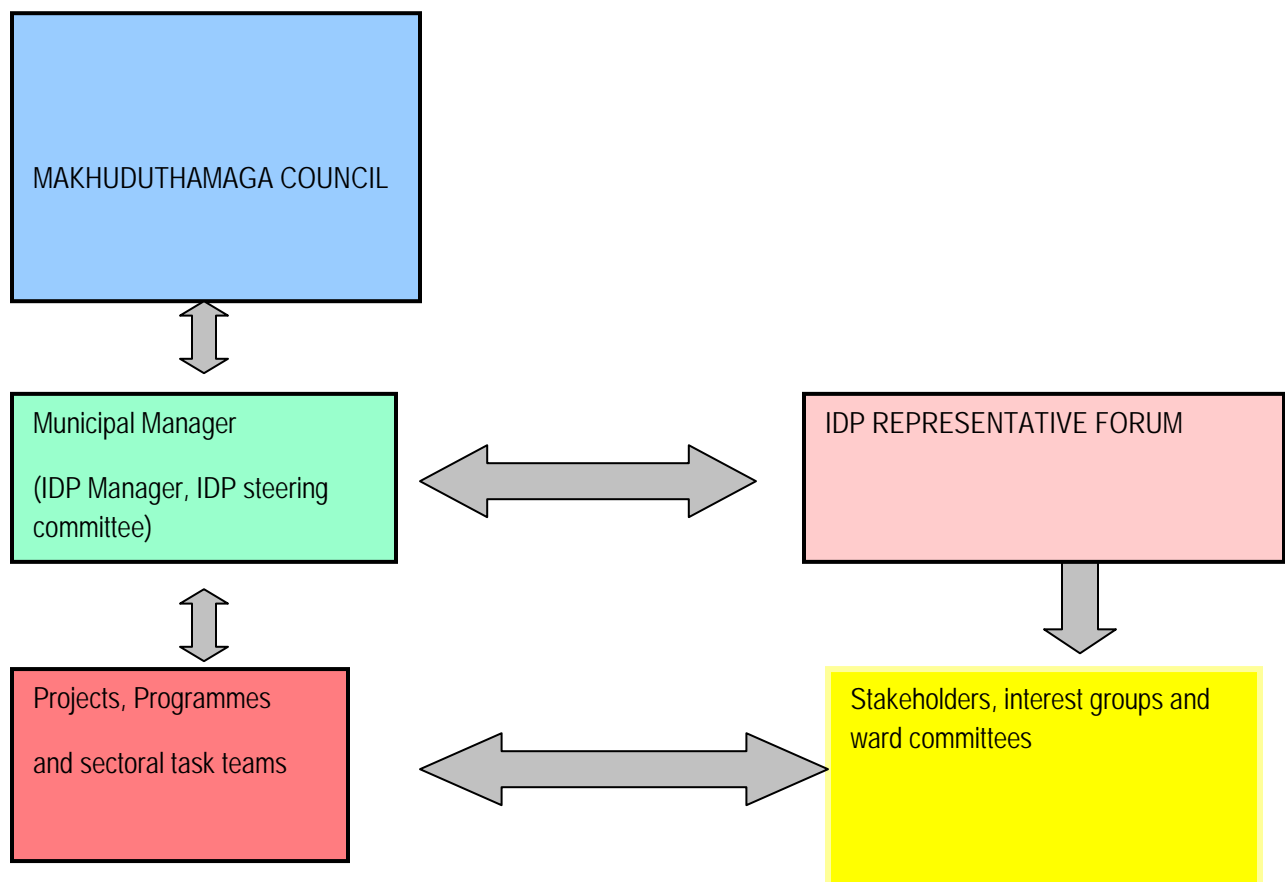 MAKHUDUTHAMAGA COUNCIL
Municipal Manager
(IDP Manager, IDP steering
committee)
IDP REPRESENTATIVE FORUM
Projects, Programmes
and sectoral task teams
Stakeholders, interest groups and
ward committees